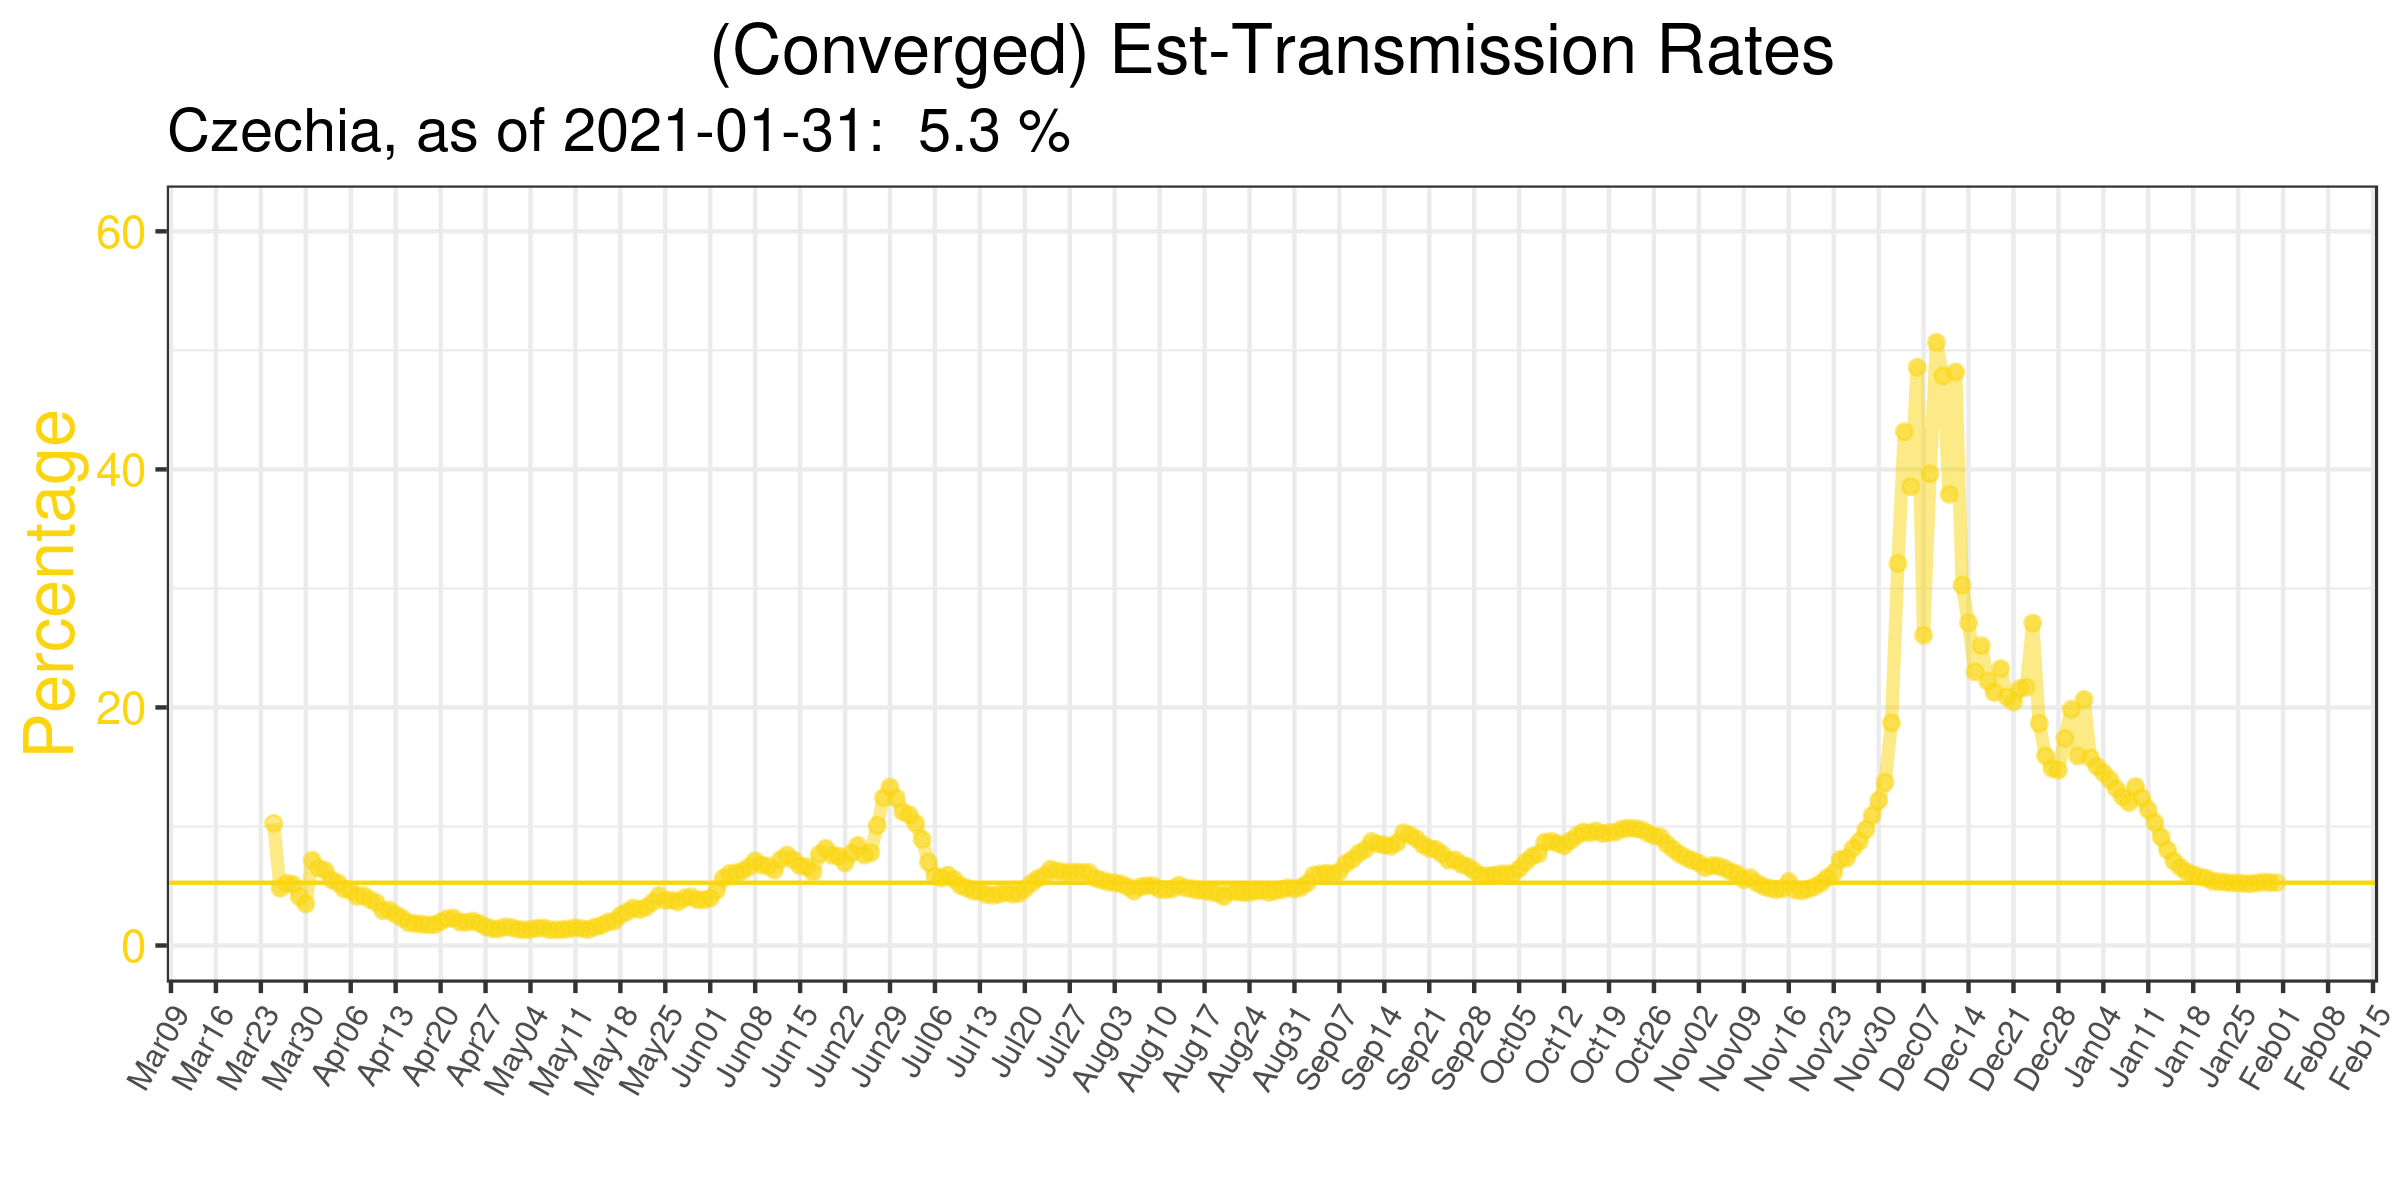 (Converged) Est-Transmission Rates
Czechia, as of 2021-01-31:  5.3 %
Percentage
60
40
20
0
Mar09
Mar16
Mar23
Mar30
Apr06
Apr13
Apr20
Apr27
May04
May11
May18
May25
Jun01
Jun08
Jun15
Jun22
Jun29
Jul06
Jul13
Jul20
Jul27
Aug03
Aug10
Aug17
Aug24
Aug31
Sep07
Sep14
Sep21
Sep28
Oct05
Oct12
Oct19
Oct26
Nov02
Nov09
Nov16
Nov23
Nov30
Dec07
Dec14
Dec21
Dec28
Jan04
Jan11
Jan18
Jan25
Feb01
Feb08
Feb15